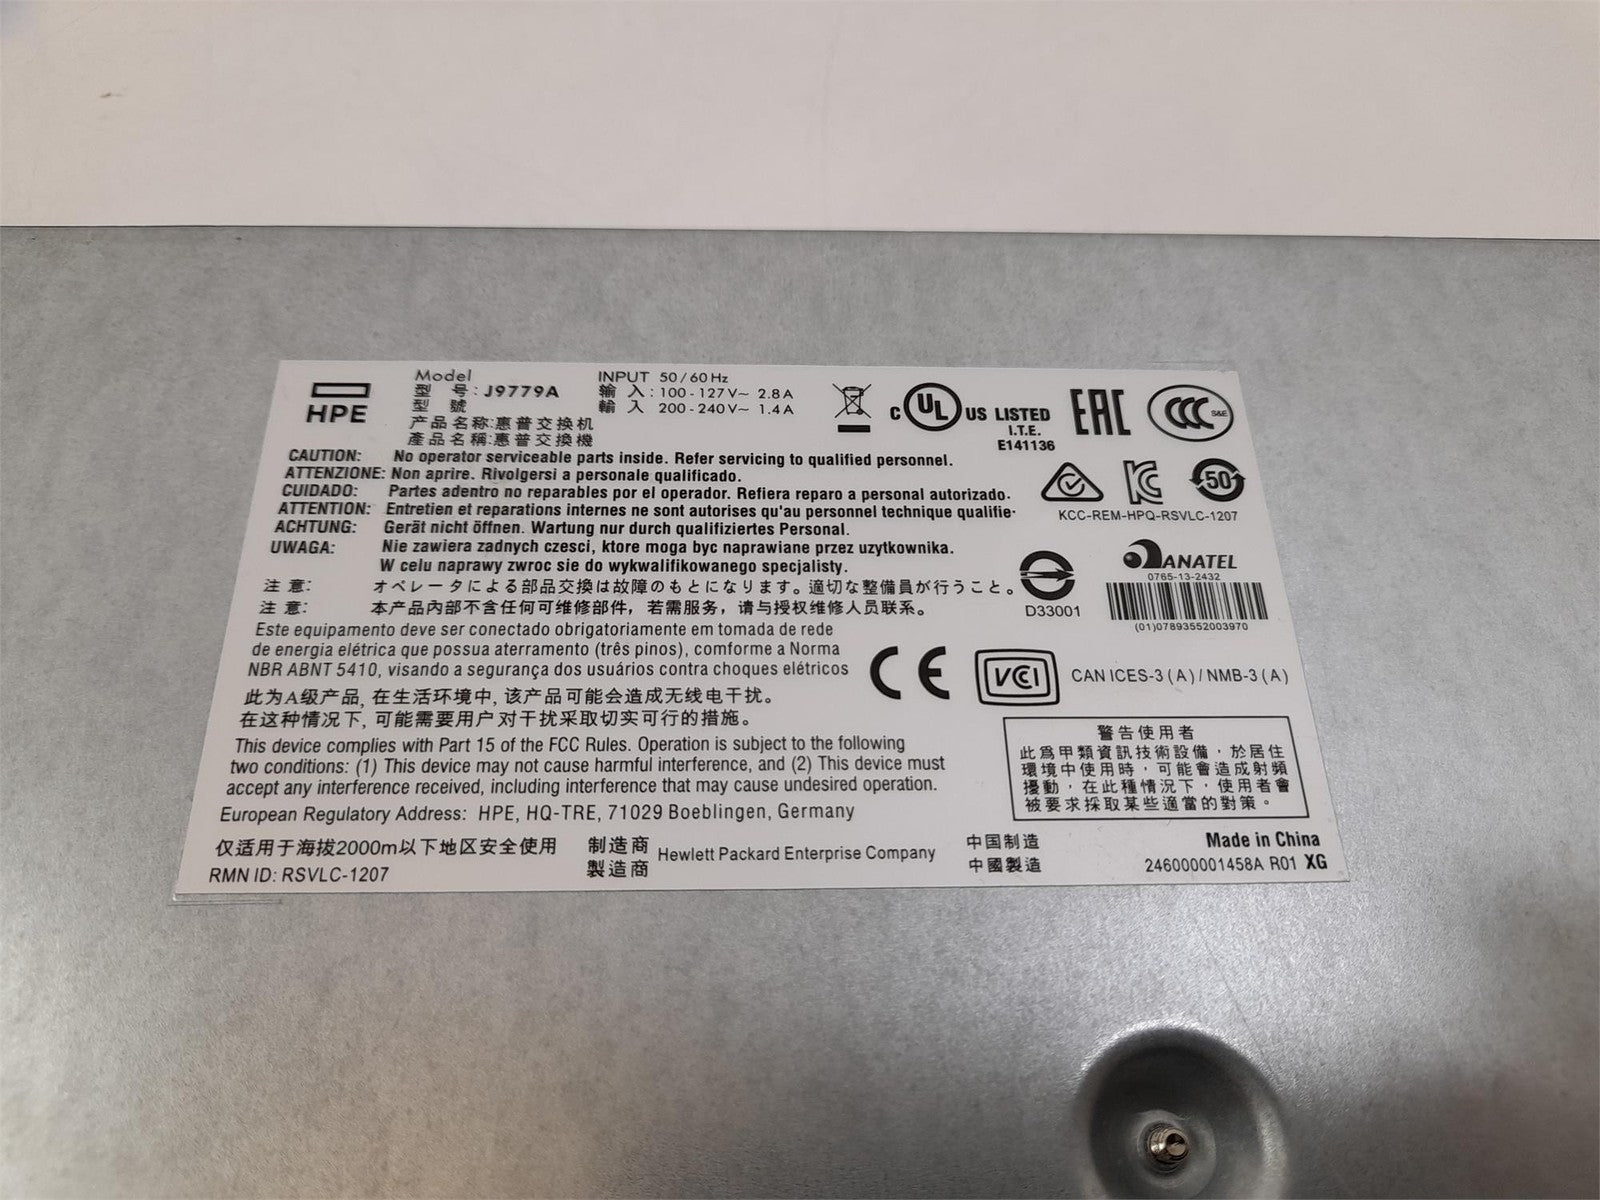 HPE
Model
型 号: J9779A
型 號
产品名称:惠普交换机
產品名稱:惠普交換機
INPUT 50/60 Hz
輸 入: 100-127V~ 2.8A
輸 入 200-240V~ 1.4A
C UL US LISTED
I.T.E.
E141136
EAC
CCC S&E
CAUTION: No operator serviceable parts inside. Refer servicing to qualified personnel.
ATTENZIONE: Non aprire. Rivolgersi a personale qualificado.
CUIDADO: Partes adentro no reparables por el operador. Refiera reparo a personal autorizado.
ATTENTION: Entretien et reparations internes ne sont autorises qu'au personnel technique qualifie-
ACHTUNG: Gerät nicht öffnen. Wartung nur durch qualifiziertes Personal.
UWAGA: Nie zawiera zadnych czesci, ktore moga byc naprawiane przez uzytkownika.
W celu naprawy zwroc sie do wykwalifikowanego specjalisty.
注意: オペレータによる部品交換は故障のもとになります。適切な整備員が行うこと。
注意: 本产品内部不含任何可维修部件，若需服务，请与授权维修人员联系。
KC
50
KCC-REM-HPQ-RSVLC-1207
D33001
ANATEL
0765-13-2432
(01)07893552003970
Este equipamento deve ser conectado obrigatoriamente em tomada de rede
de energia elétrica que possua aterramento (três pinos), comforme a Norma
NBR ABNT 5410, visando a segurança dos usuários contra choques elétricos
CE
VCCI
CAN ICES-3 (A) / NMB-3 (A)
此为A级产品, 在生活环境中, 该产品可能会造成无线电干扰。
在这种情况下, 可能需要用户对干扰采取切实可行的措施。
This device complies with Part 15 of the FCC Rules. Operation is subject to the following
two conditions: (1) This device may not cause harmful interference, and (2) This device must
accept any interference received, including interference that may cause undesired operation.
European Regulatory Address: HPE, HQ-TRE, 71029 Boeblingen, Germany
警告使用者
此爲甲類資訊技術設備，於居住
環境中使用時，可能會造成射頻
擾動，在此種情況下，使用者會
被要求採取某些適當的對策。
仅适用于海拔2000m以下地区安全使用
RMN ID: RSVLC-1207
制造商
製造商
Hewlett Packard Enterprise Company
中国制造
中國製造
Made in China
246000001458A R01 XG